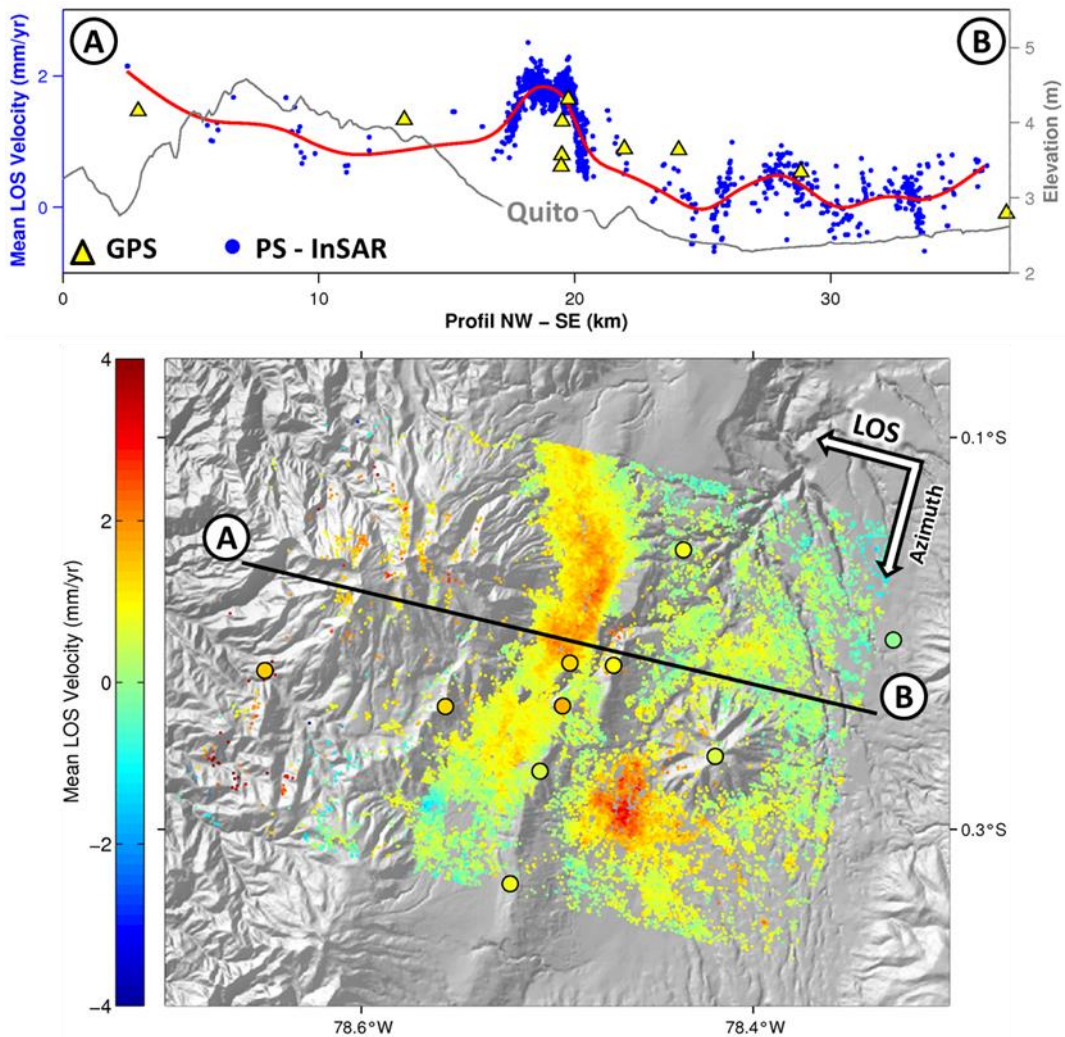 A
B
Mean LOS Velocity (mm/yr)
2
0
5
4
3
2
Elevation (m)
Quito
GPS
PS - InSAR
0
10
20
30
Profil NW – SE (km)
4
2
0
−2
−4
Mean LOS Velocity (mm/yr)
LOS
Azimuth
0.1°S
A
B
0.3°S
78.6°W
78.4°W